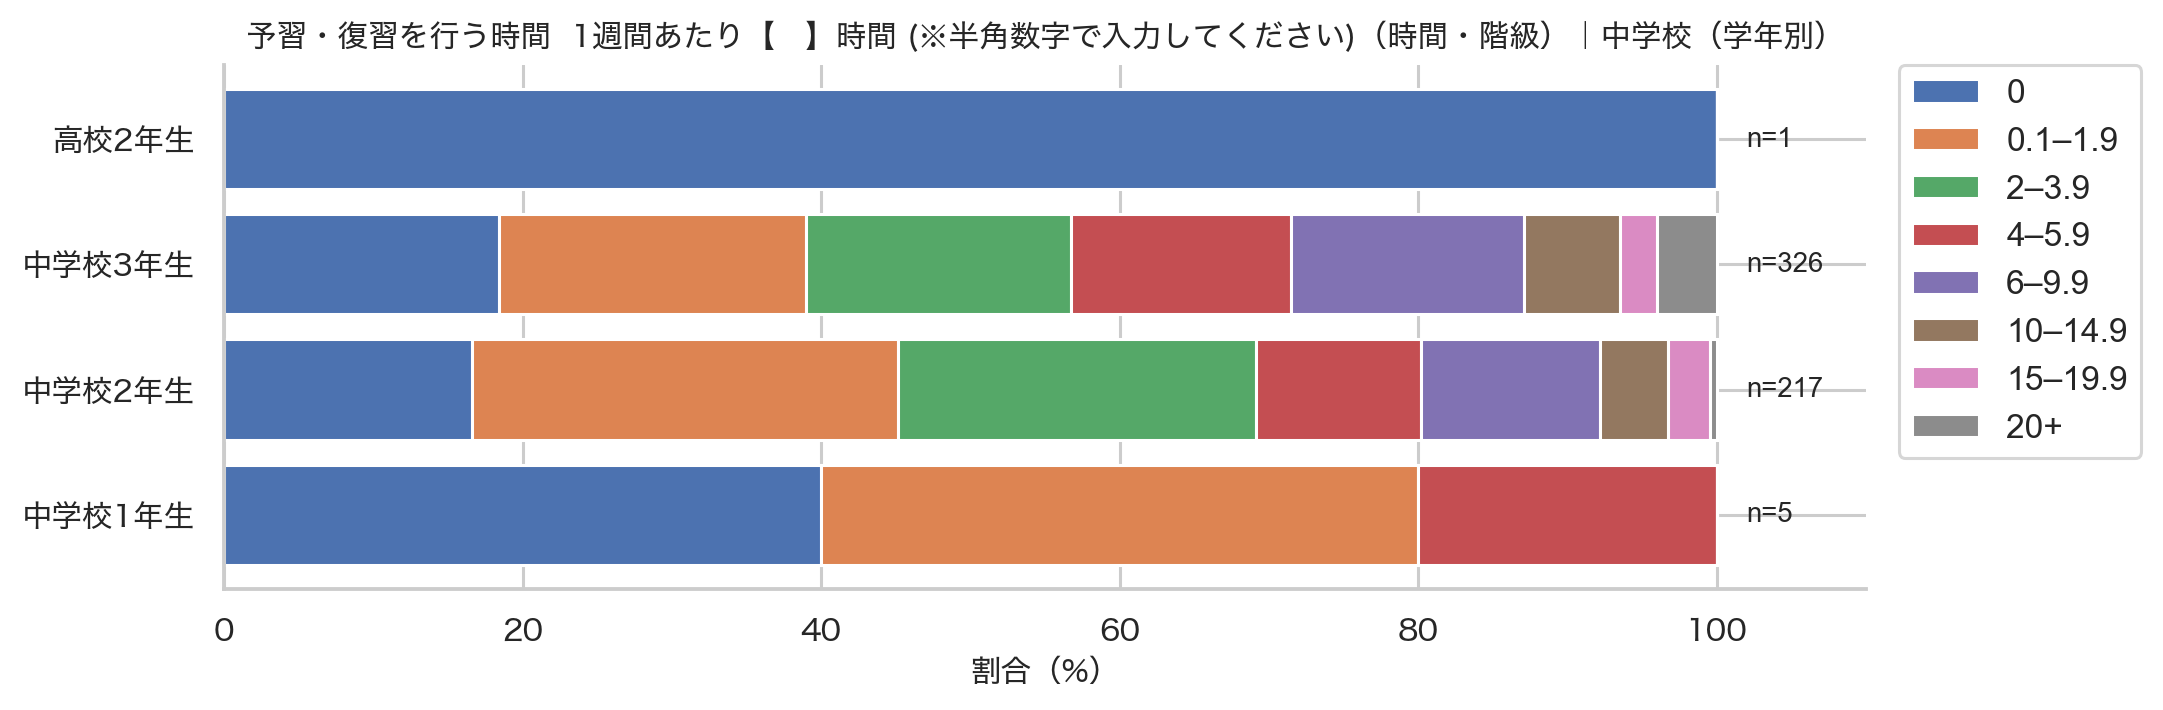 予習・復習を行う時間 1週間あたり【　】時間 (※半角数字で入力してください)（時間・階級）｜中学校（学年別）
高校2年生
n=1
中学校3年生
n=326
中学校2年生
n=217
中学校1年生
n=5
0
20
40
60
80
100
割合（%）
0
0.1–1.9
2–3.9
4–5.9
6–9.9
10–14.9
15–19.9
20+